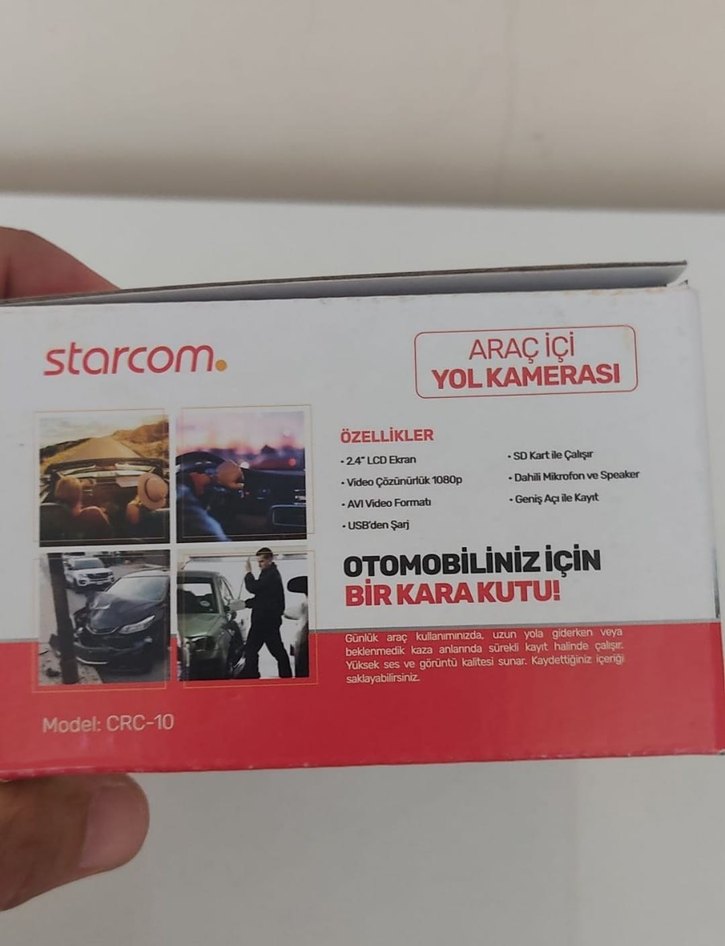 starcom.
ARAÇ İÇİ
YOL KAMERASI
ÖZELLİKLER
• 2.4" LCD Ekran
• Video Çözünürlük 1080p
• AVI Video Formatı
• USB'den Şarj
• SD Kart ile Çalışır
• Dahili Mikrofon ve Speaker
• Geniş Açı ile Kayıt
OTOMOBİLİNİZ İÇİN
BİR KARA KUTU!
Günlük araç kullanımınızda, uzun yola giderken veya
beklenmedik kaza anlarında sürekli kayıt halinde çalışır.
Yüksek ses ve görüntü kalitesi sunar. Kaydettiğiniz içeriği
saklayabilirsiniz.
Model: CRC-10